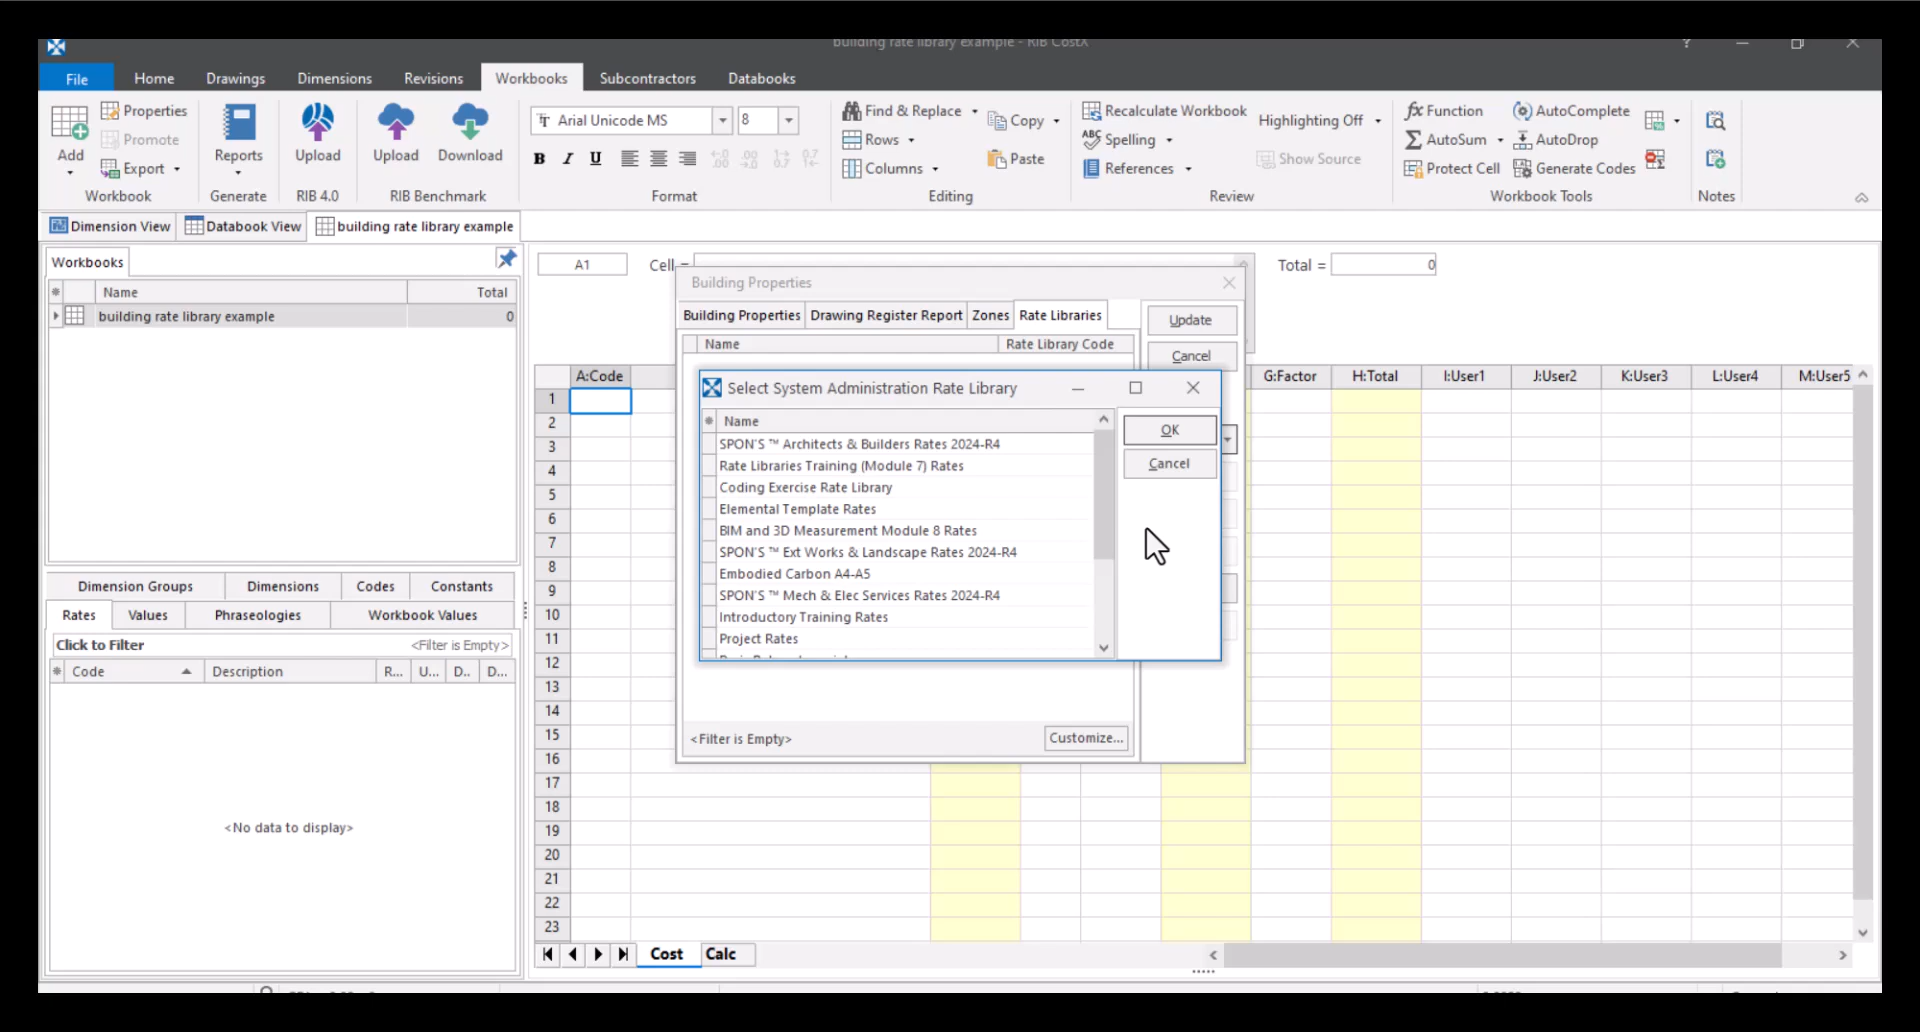 building rate library example - RIB CostX
?
File Home Drawings Dimensions Revisions Workbooks Subcontractors Databooks
Add
Workbook
Properties
Promote
Export
Reports
Generate
Upload
RIB 4.0
Upload
Download
RIB Benchmark
Arial Unicode MS
8
B I U
Format
Find & Replace
Rows
Columns
Copy
Paste
Editing
Recalculate Workbook
Spelling
References
Highlighting Off
Show Source
Review
Function
AutoSum
Protect Cell
AutoComplete
AutoDrop
Generate Codes
Workbook Tools
Notes
Dimension View Databook View building rate library example
Workbooks
Name Total
building rate library example 0
Dimension Groups Dimensions Codes Constants
Rates Values Phraseologies Workbook Values
Click to Filter <Filter is Empty>
Code Description R... U... D.. D...
<No data to display>
A1 Cell = Total = 0
Building Properties
Building Properties Drawing Register Report Zones Rate Libraries
Name Rate Library Code
Update
Cancel
Select System Administration Rate Library
Name
SPON'S ™ Architects & Builders Rates 2024-R4
Rate Libraries Training (Module 7) Rates
Coding Exercise Rate Library
Elemental Template Rates
BIM and 3D Measurement Module 8 Rates
SPON'S ™ Ext Works & Landscape Rates 2024-R4
Embodied Carbon A4-A5
SPON'S ™ Mech & Elec Services Rates 2024-R4
Introductory Training Rates
Project Rates
OK
Cancel
<Filter is Empty>
Customize...
A:Code G:Factor H:Total I:User1 J:User2 K:User3 L:User4 M:User5
1
2
3
4
5
6
7
8
9
10
11
12
13
14
15
16
17
18
19
20
21
22
23
Cost Calc